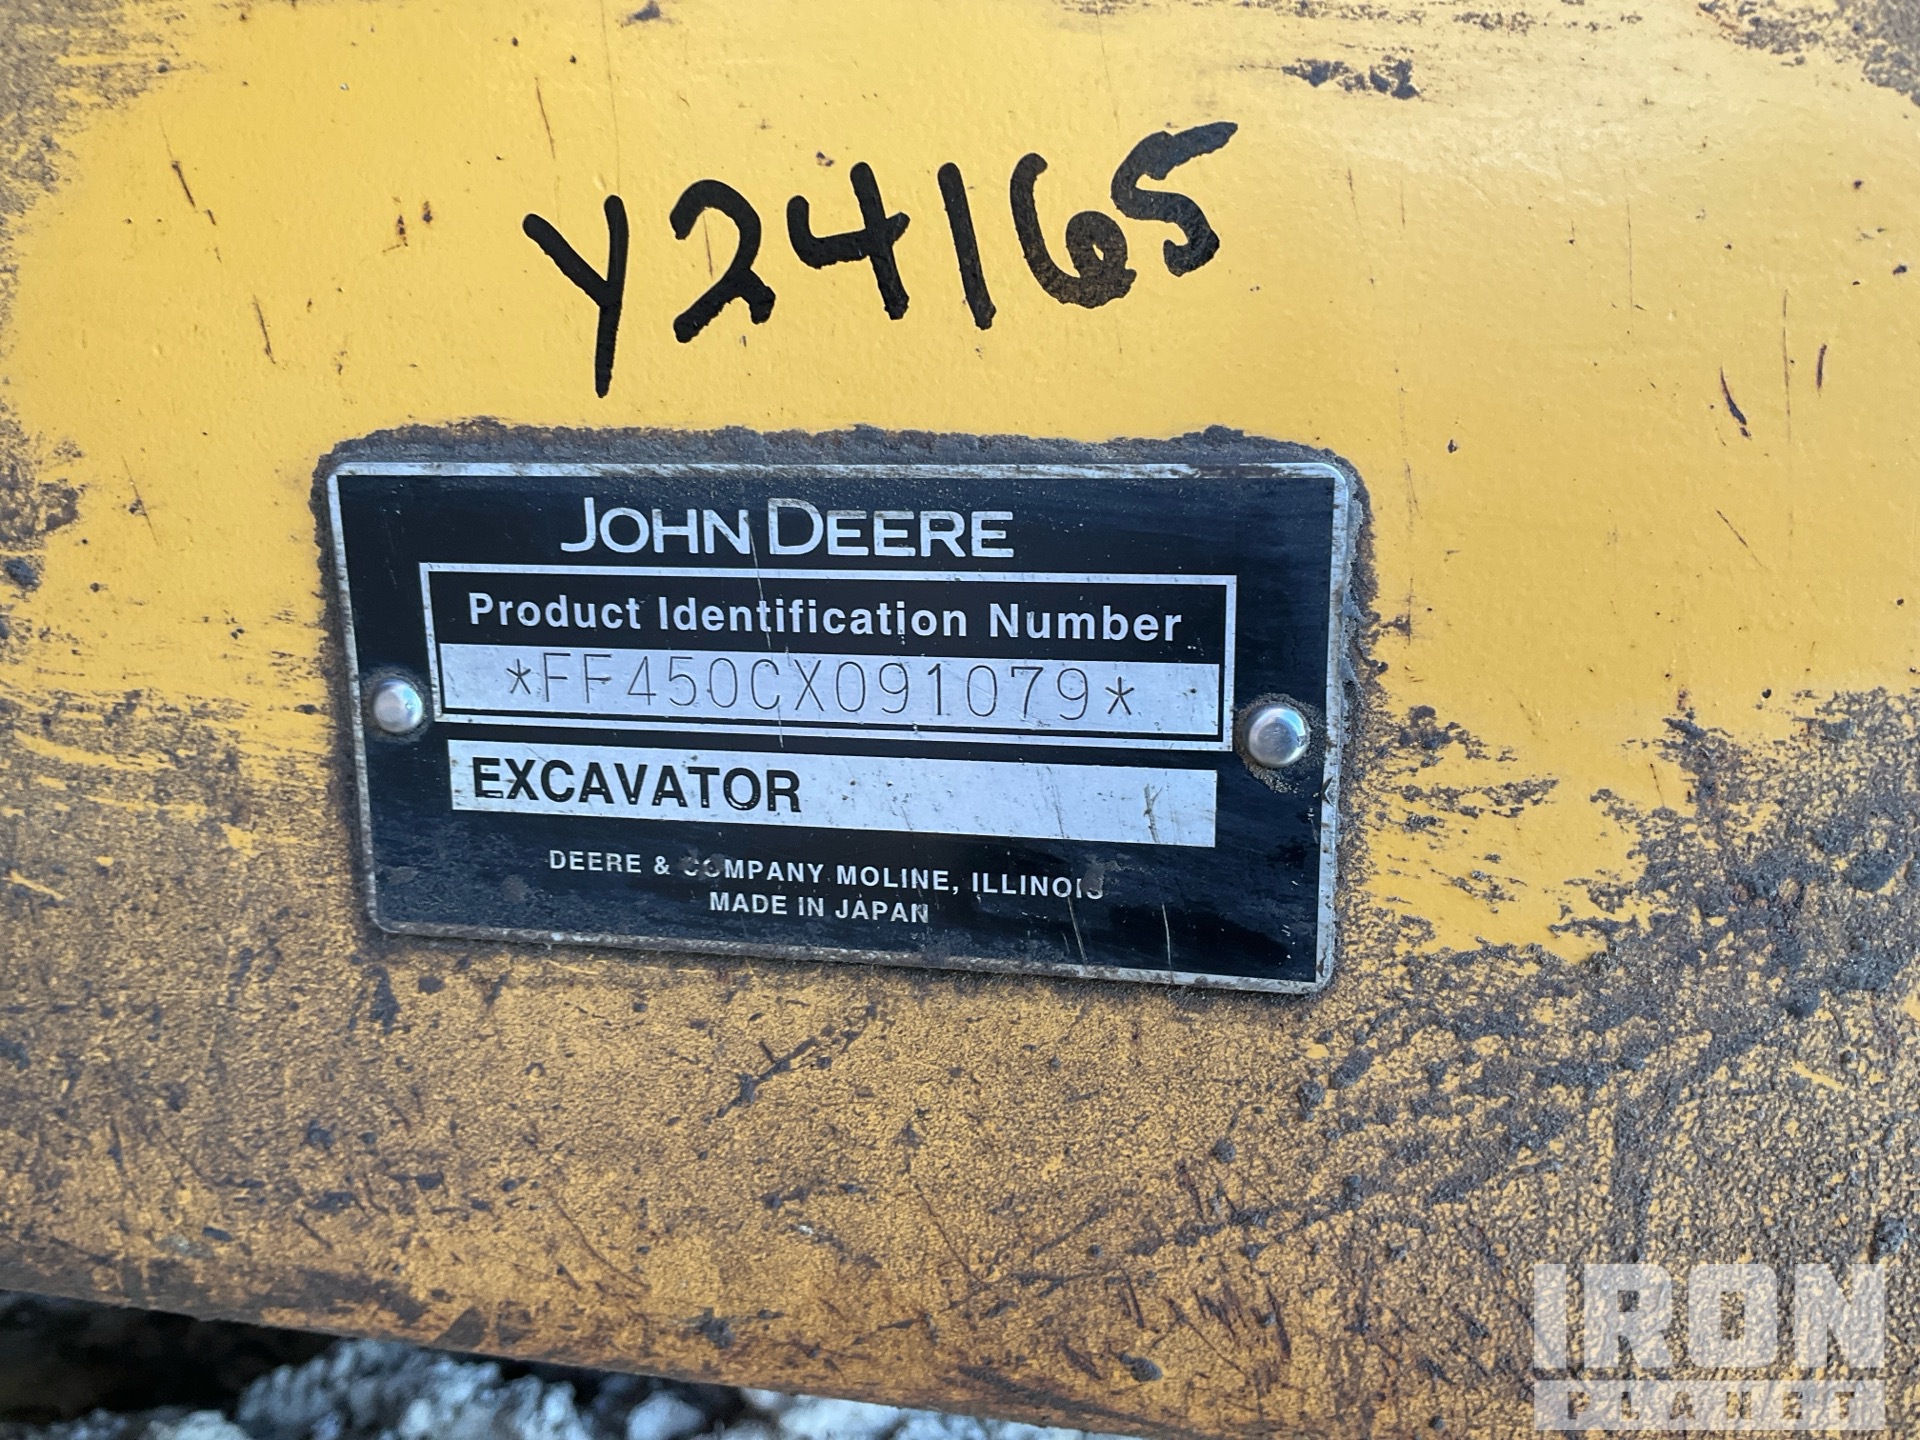 Y24165
JOHN DEERE
Product Identification Number
*FF450CX091079*
EXCAVATOR
DEERE & COMPANY MOLINE, ILLINOIS
MADE IN JAPAN
IRON
PLANET